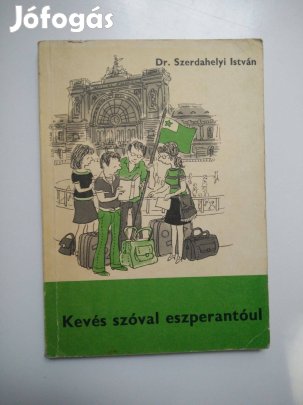 Jófogás
Dr. Szerdahelyi István
Kevés szóval eszperantóul